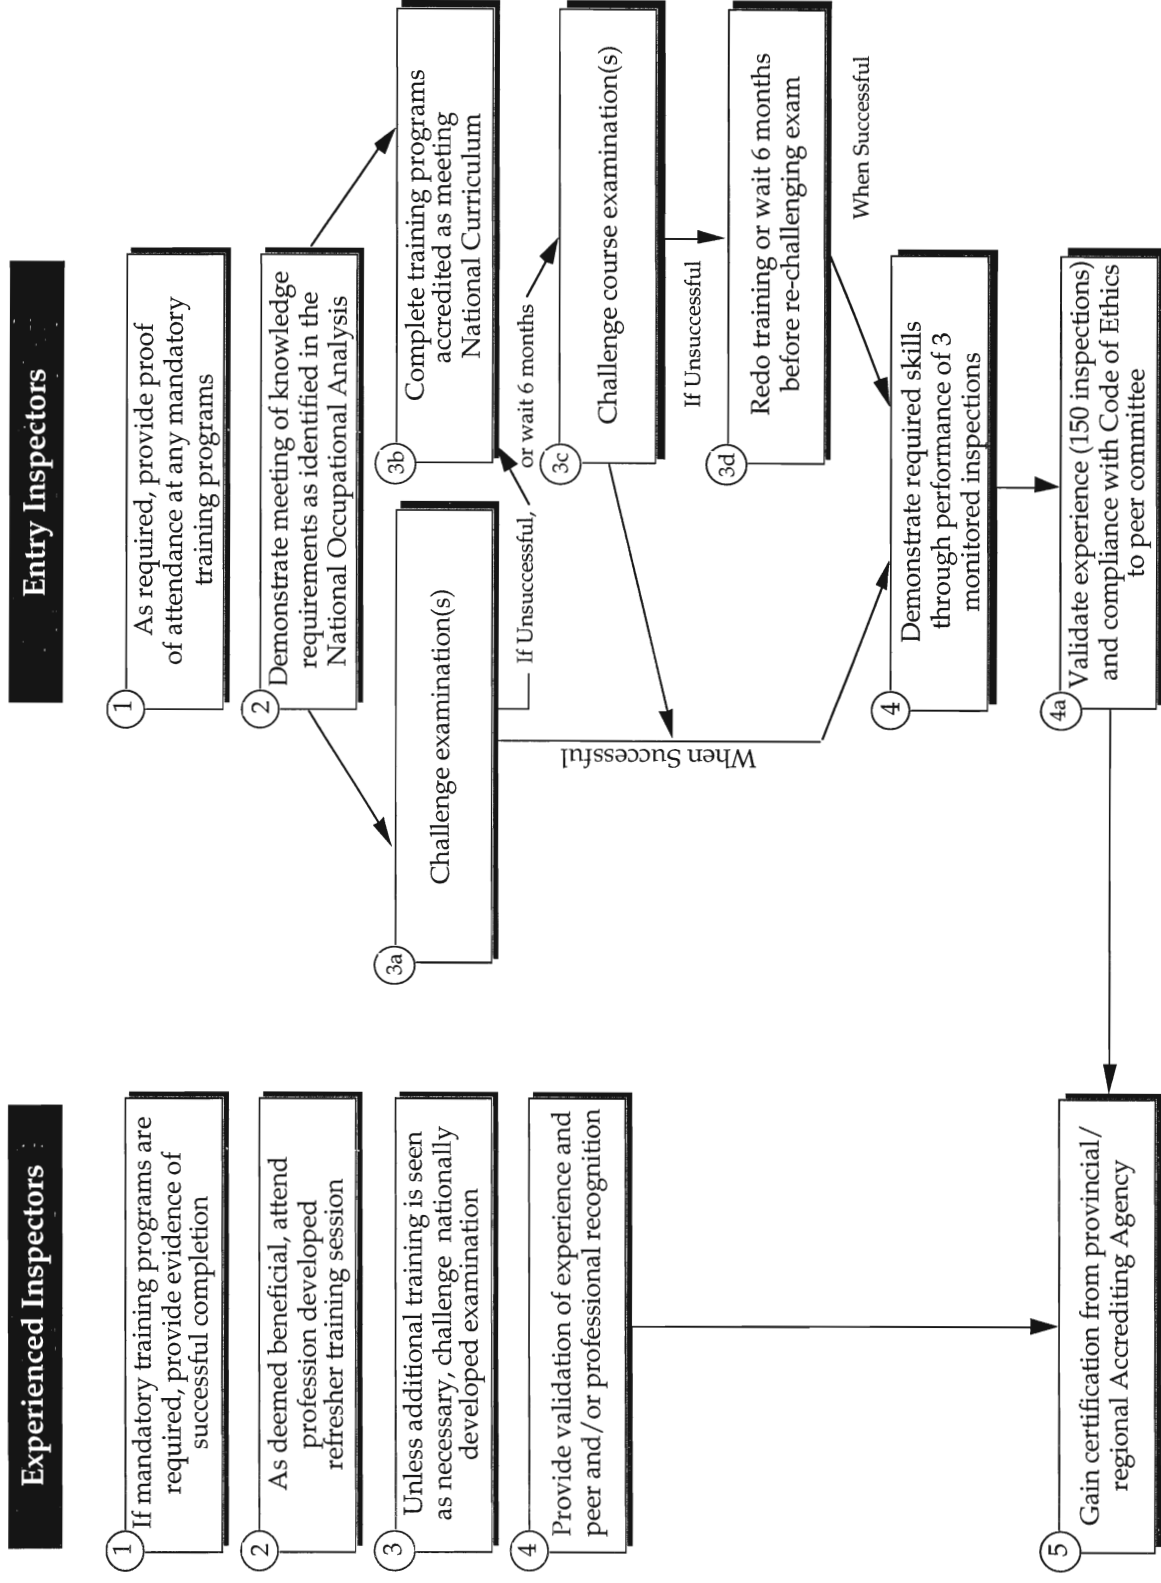 Experienced Inspectors
1
If mandatory training programs are
required, provide evidence of
successful completion
2
As deemed beneficial, attend
profession developed
refresher training session
3
Unless additional training is seen
as necessary, challenge nationally
developed examination
4
Provide validation of experience and
peer and/or professional recognition
5
Gain certification from provincial/
regional Accrediting Agency
Entry Inspectors
1
As required, provide proof
of attendance at any mandatory
training programs
2
Demonstrate meeting of knowledge
requirements as identified in the
National Occupational Analysis
3a
Challenge examination(s)
3b
Complete training programs
accredited as meeting
National Curriculum
If Unsuccessful, or wait 6 months
3c
Challenge course examination(s)
When Successful
If Unsuccessful
3d
Redo training or wait 6 months
before re-challenging exam
When Successful
4
Demonstrate required skills
through performance of 3
monitored inspections
4a
Validate experience (150 inspections)
and compliance with Code of Ethics
to peer committee